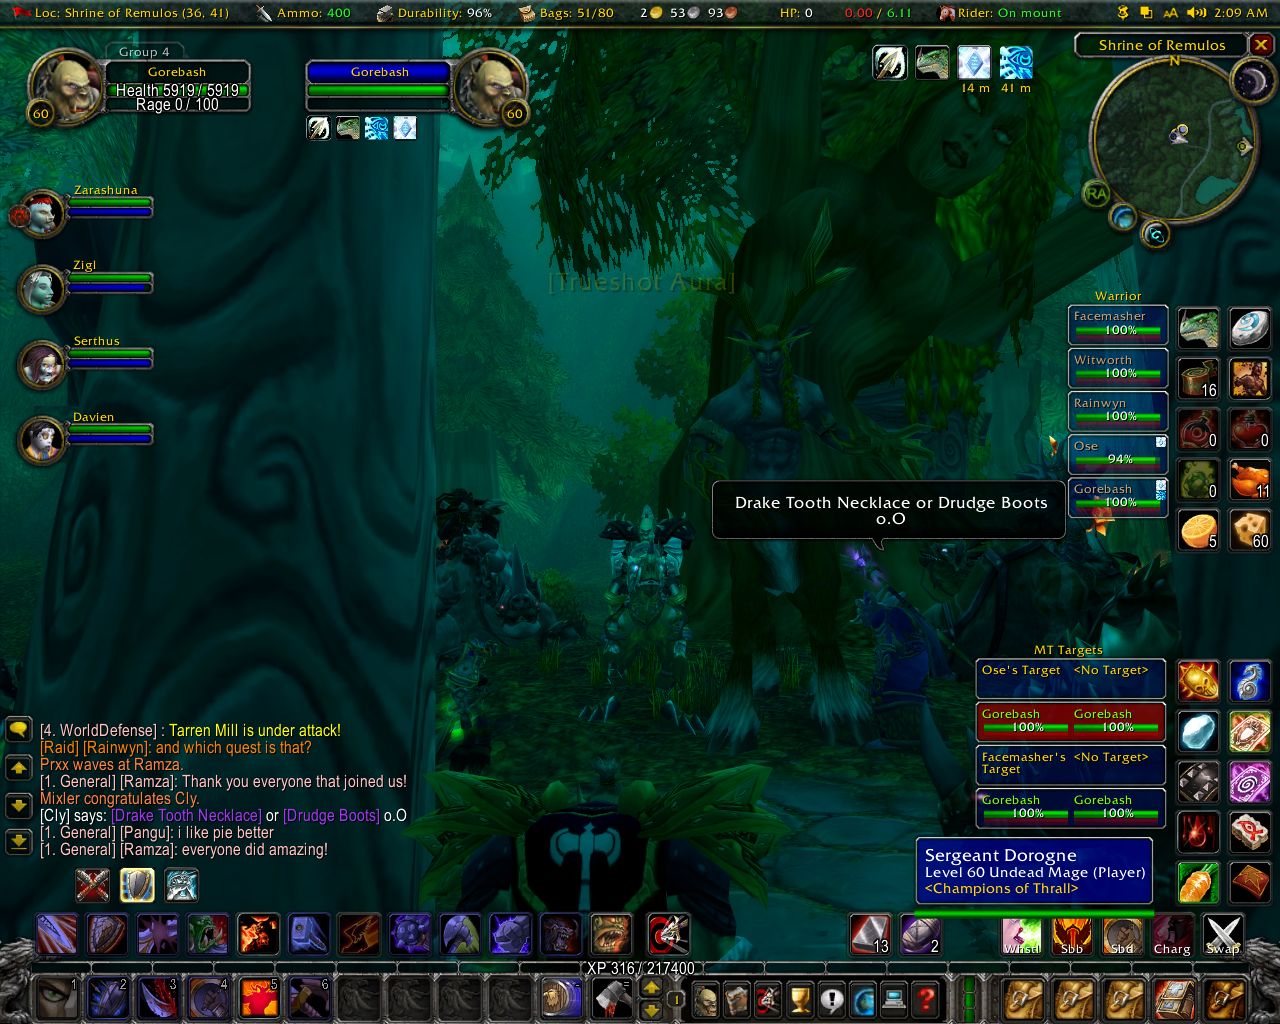 Loc: Shrine of Remulos (36, 41) Ammo: 400 Durability: 96% Bags: 51/80 2 53 93 HP: 0 0.00 / 6.11 Rider: On mount 2:09 AM
Group 4
Gorebash
Health 5919 / 5919
Rage 0 / 100
60
Gorebash
60
14 m 41 m
Shrine of Remulos
N
RA
Zarashuna
Zigl
Serthus
Davien
[Trueshot Aura]
Warrior
Facemasher
100%
Witworth
100%
Rainwyn
100%
Ose
94%
Gorebash
100%
16
0 0
0 11
5 60
Drake Tooth Necklace or Drudge Boots
o.O
MT Targets
Ose's Target <No Target>
Gorebash Gorebash
100% 100%
Facemasher's <No Target>
Target
Gorebash Gorebash
100% 100%
Sergeant Dorogne
Level 60 Undead Mage (Player)
<Champions of Thrall>
[4. WorldDefense] : Tarren Mill is under attack!
[Raid] [Rainwyn]: and which quest is that?
Prxx waves at Ramza.
[1. General] [Ramza]: Thank you everyone that joined us!
Mixler congratulates Cly.
[Cly] says: [Drake Tooth Necklace] or [Drudge Boots] o.O
[1. General] [Pangu]: i like pie better
[1. General] [Ramza]: everyone did amazing!
13 2
Whstl Sbb Sbd Charg Swap
XP 316 / 217400
1 2 3 4 5 6 - =
1